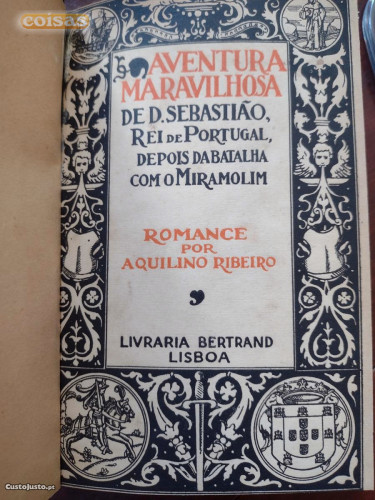 coisas
AVENTURA
MARAVILHOSA
DE D. SEBASTIÃO,
REI DE PORTUGAL,
DEPOIS DA BATALHA
COM O MIRAMOLIM
ROMANCE
POR
AQUILINO RIBEIRO
LIVRARIA BERTRAND
LISBOA
CustoJusto.pt